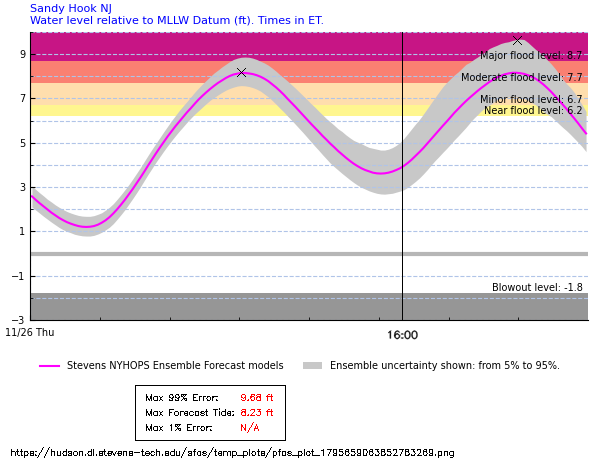 Sandy Hook NJ
Water level relative to MLLW Datum (ft). Times in ET.
9
Major flood level: 8.7
Moderate flood level: 7.7
7
Minor flood level: 6.7
Near flood level: 6.2
5
3
1
−1
Blowout level: -1.8
−3
11/26 Thu
16:00
Stevens NYHOPS Ensemble Forecast models
Ensemble uncertainty shown: from 5% to 95%.
Max 99% Error: 9.68 ft
Max Forecast Tide: 8.23 ft
Max 1% Error: N/A
https://hudson.dl.stevens-tech.edu/sfas/temp_plots/pfas_plot_1795659063652763269.png